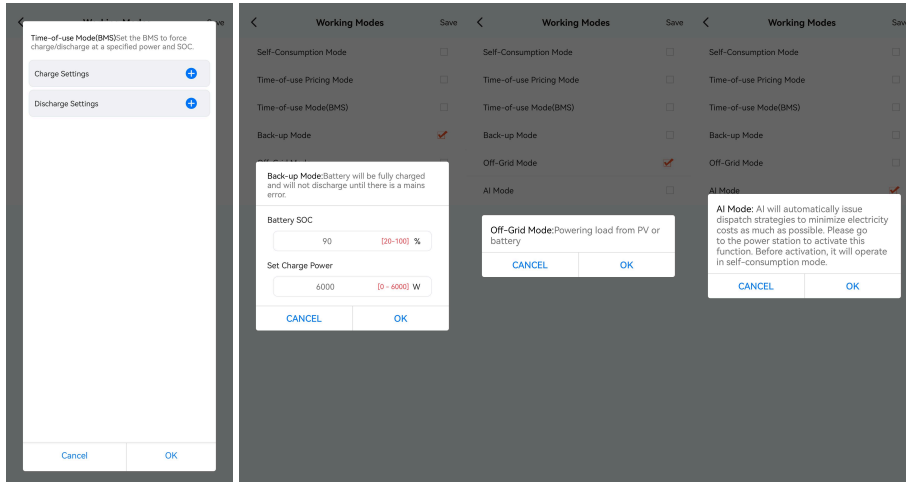 Working Modes
Time-of-use Mode(BMS)Set the BMS to force
charge/discharge at a specified power and SOC.
Charge Settings
Discharge Settings
Cancel OK
Working Modes Save
Self-Consumption Mode
Time-of-use Pricing Mode
Time-of-use Mode(BMS)
Back-up Mode
Back-up Mode:Battery will be fully charged
and will not discharge until there is a mains
error.
Battery SOC
90 [20-100] %
Set Charge Power
6000 [0 - 6000] W
CANCEL OK
Working Modes Save
Self-Consumption Mode
Time-of-use Pricing Mode
Time-of-use Mode(BMS)
Back-up Mode
Off-Grid Mode
AI Mode
Off-Grid Mode:Powering load from PV or
battery
CANCEL OK
Working Modes Sav
Self-Consumption Mode
Time-of-use Pricing Mode
Time-of-use Mode(BMS)
Back-up Mode
Off-Grid Mode
AI Mode
AI Mode: AI will automatically issue
dispatch strategies to minimize electricity
costs as much as possible. Please go
to the power station to activate this
function. Before activation, it will operate
in self-consumption mode.
CANCEL OK